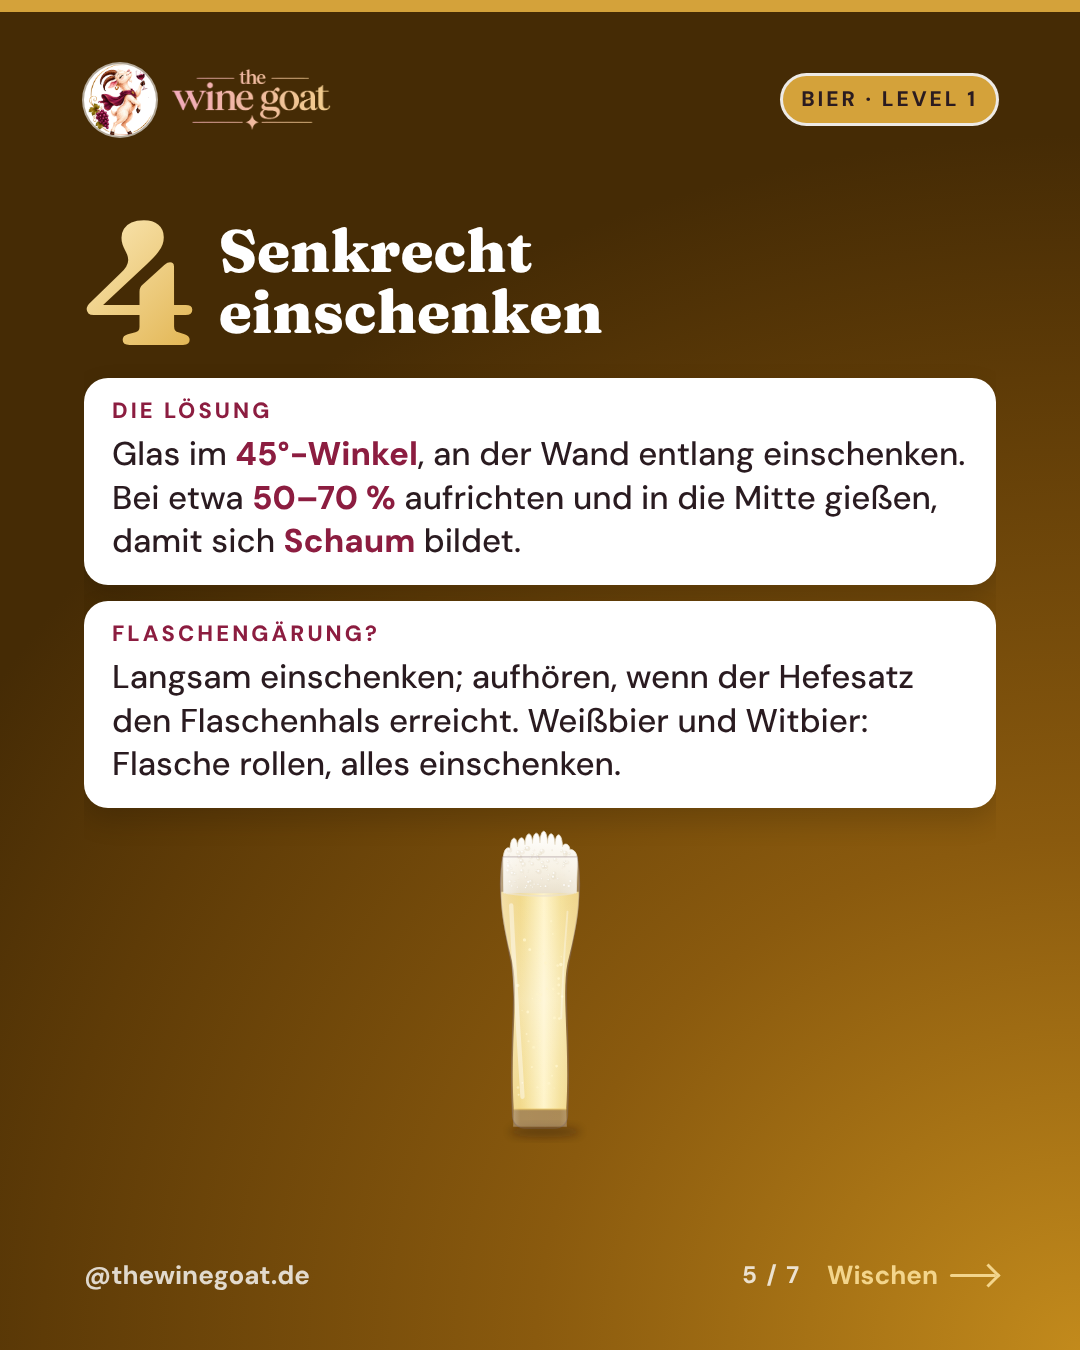 the
wine goat
BIER · LEVEL 1
4
Senkrecht
einschenken
DIE LÖSUNG
Glas im 45°-Winkel, an der Wand entlang einschenken.
Bei etwa 50–70 % aufrichten und in die Mitte gießen,
damit sich Schaum bildet.
FLASCHENGÄRUNG?
Langsam einschenken; aufhören, wenn der Hefesatz
den Flaschenhals erreicht. Weißbier und Witbier:
Flasche rollen, alles einschenken.
@thewinegoat.de
5 / 7 Wischen